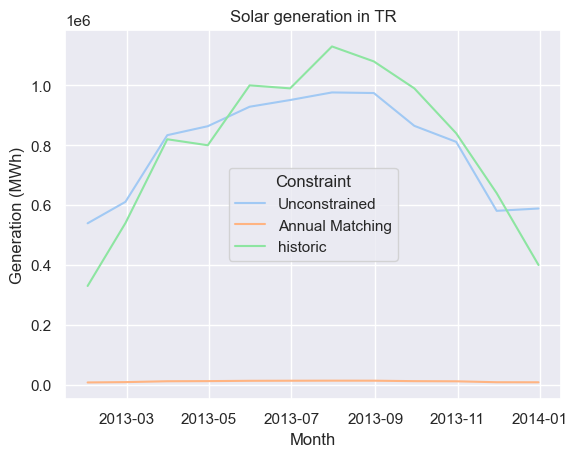 Solar generation in TR
1e6
1.0
0.8
0.6
0.4
0.2
0.0
Generation (MWh)
Constraint
Unconstrained
Annual Matching
historic
2013-03
2013-05
2013-07
2013-09
2013-11
2014-01
Month